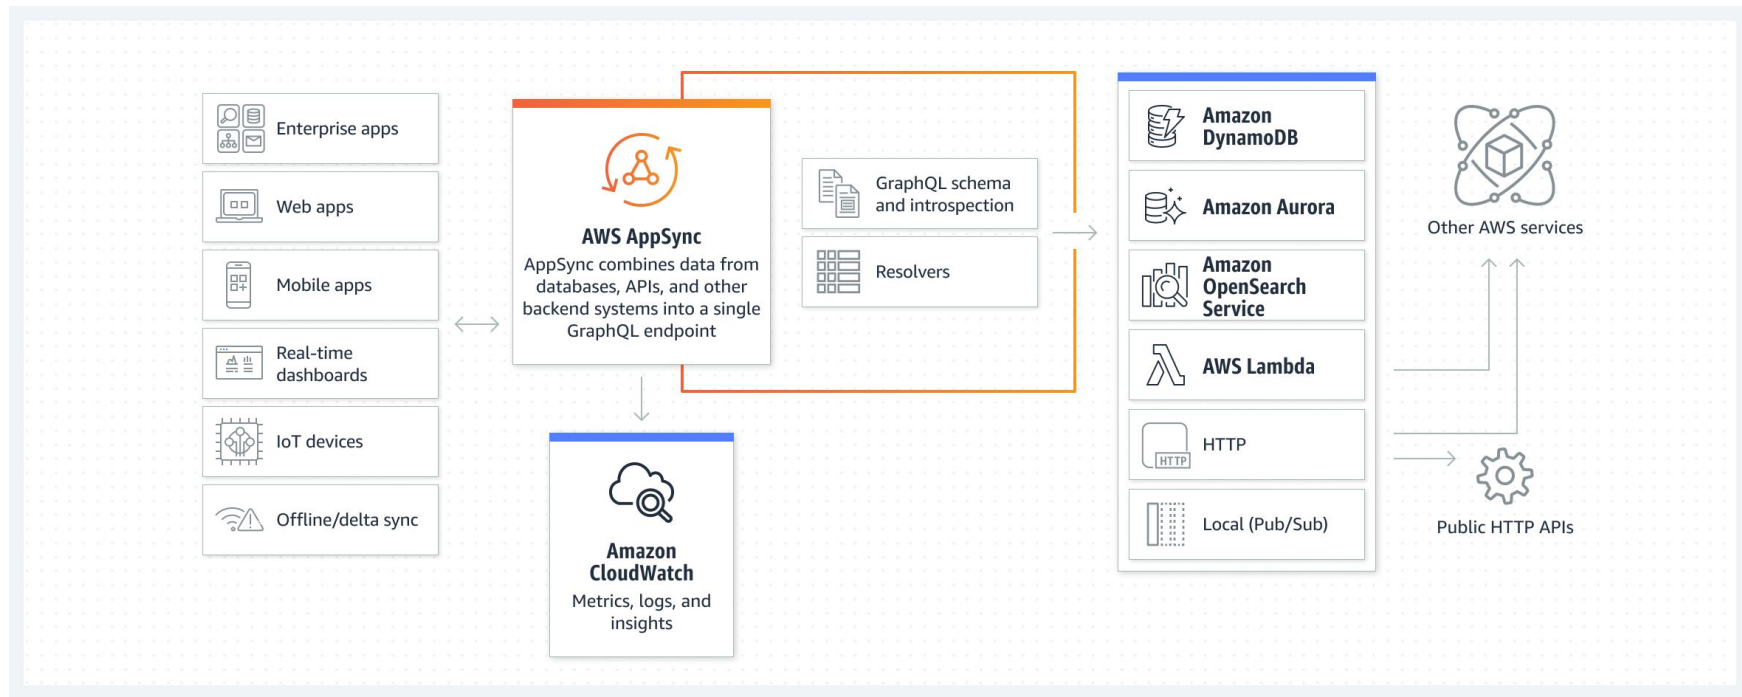 Enterprise apps
Web apps
Mobile apps
Real-time
dashboards
IoT devices
Offline/delta sync
AWS AppSync
AppSync combines data from
databases, APIs, and other
backend systems into a single
GraphQL endpoint
Amazon
CloudWatch
Metrics, logs, and
insights
GraphQL schema
and introspection
Resolvers
Amazon
DynamoDB
Amazon Aurora
Amazon
OpenSearch
Service
AWS Lambda
HTTP
HTTP
Local (Pub/Sub)
Other AWS services
Public HTTP APIs